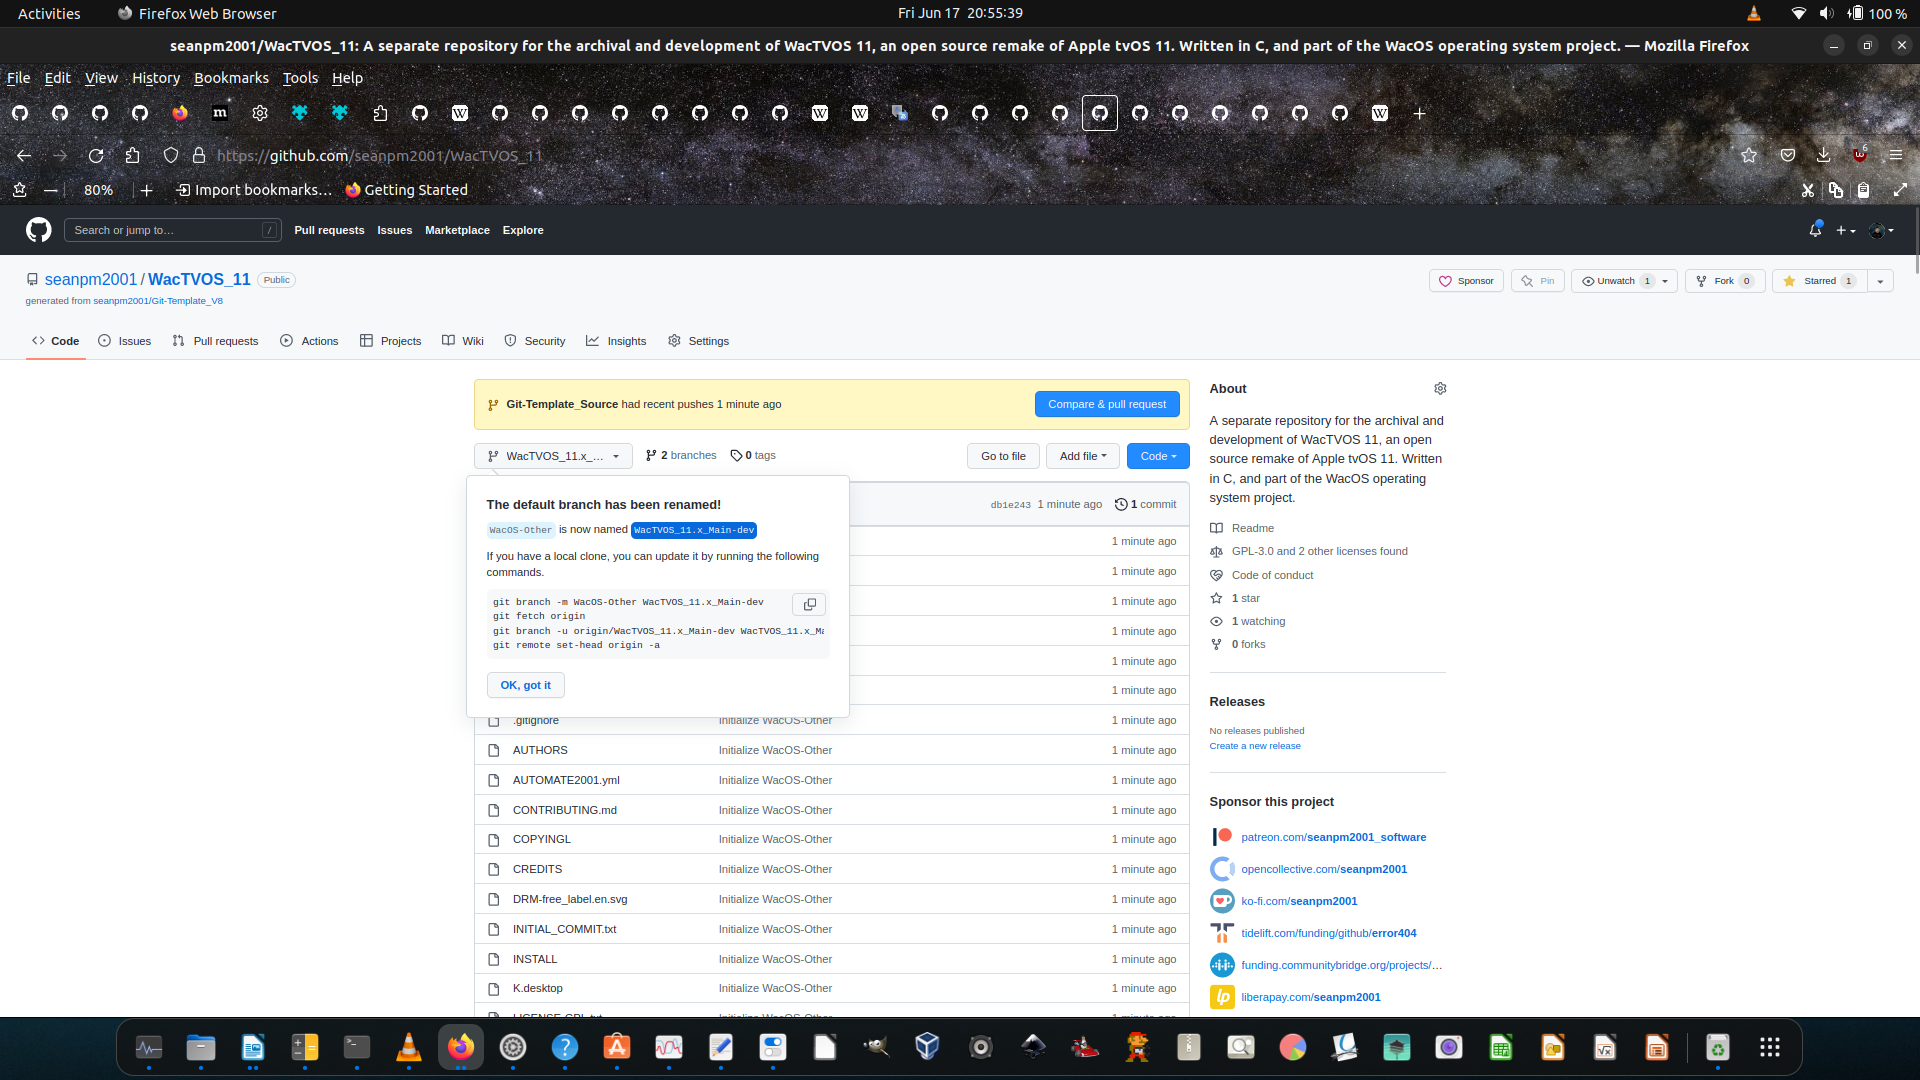 Activities
Firefox Web Browser
Fri Jun 17 20:55:39
100 %
seanpm2001/WacTVOS_11: A separate repository for the archival and development of WacTVOS 11, an open source remake of Apple tvOS 11. Written in C, and part of the WacOS operating system project. — Mozilla Firefox
File Edit View History Bookmarks Tools Help
https://github.com/seanpm2001/WacTVOS_11
6
80%
Import bookmarks…
Getting Started
Search or jump to…
/
Pull requests Issues Marketplace Explore
seanpm2001 / WacTVOS_11 Public
generated from seanpm2001/Git-Template_V8
Sponsor
Pin
Unwatch 1
Fork 0
Starred 1
Code
Issues
Pull requests
Actions
Projects
Wiki
Security
Insights
Settings
Git-Template_Source had recent pushes 1 minute ago
Compare & pull request
WacTVOS_11.x_…
2 branches
0 tags
Go to file
Add file
Code
The default branch has been renamed!
WacOS-Other is now named WacTVOS_11.x_Main-dev
If you have a local clone, you can update it by running the following
commands.
git branch -m WacOS-Other WacTVOS_11.x_Main-dev
git fetch origin
git branch -u origin/WacTVOS_11.x_Main-dev WacTVOS_11.x_Ma
git remote set-head origin -a
OK, got it
db1e243 1 minute ago
1 commit
1 minute ago
1 minute ago
1 minute ago
1 minute ago
1 minute ago
1 minute ago
.gitignore Initialize WacOS-Other 1 minute ago
AUTHORS Initialize WacOS-Other 1 minute ago
AUTOMATE2001.yml Initialize WacOS-Other 1 minute ago
CONTRIBUTING.md Initialize WacOS-Other 1 minute ago
COPYINGL Initialize WacOS-Other 1 minute ago
CREDITS Initialize WacOS-Other 1 minute ago
DRM-free_label.en.svg Initialize WacOS-Other 1 minute ago
INITIAL_COMMIT.txt Initialize WacOS-Other 1 minute ago
INSTALL Initialize WacOS-Other 1 minute ago
K.desktop Initialize WacOS-Other 1 minute ago
LICENSE-GPL.txt Initialize WacOS-Other 1 minute ago
About
A separate repository for the archival and
development of WacTVOS 11, an open
source remake of Apple tvOS 11. Written
in C, and part of the WacOS operating
system project.
Readme
GPL-3.0 and 2 other licenses found
Code of conduct
1 star
1 watching
0 forks
Releases
No releases published
Create a new release
Sponsor this project
patreon.com/seanpm2001_software
opencollective.com/seanpm2001
ko-fi.com/seanpm2001
tidelift.com/funding/github/error404
funding.communitybridge.org/projects/…
liberapay.com/seanpm2001